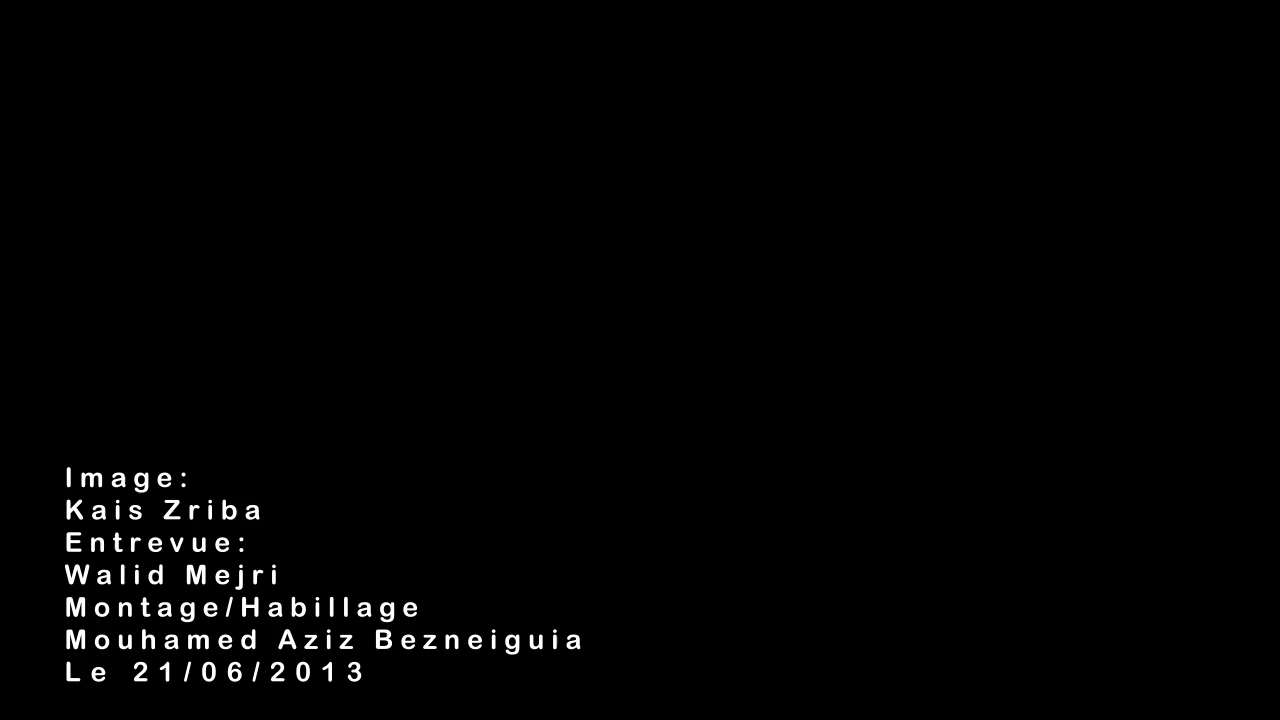 Image:
Kais Zriba
Entrevue:
Walid Mejri
Montage/Habillage
Mouhamed Aziz Bezneiguia
Le 21/06/2013